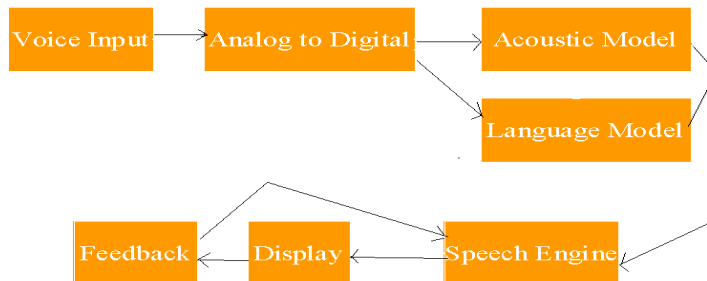 Voice Input
Analog to Digital
Acoustic Model
Language Model
Feedback
Display
Speech Engine